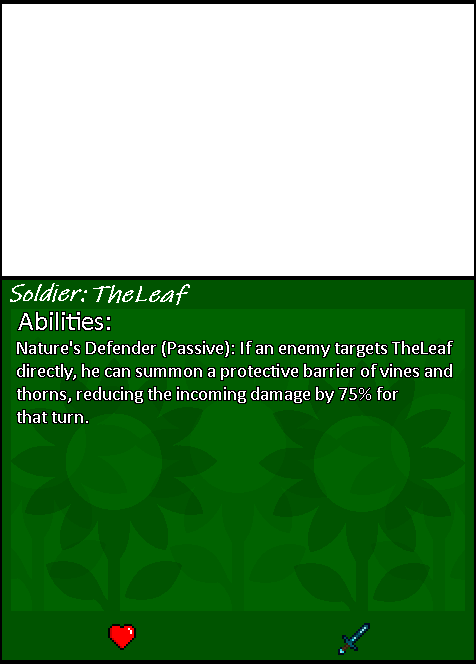 Soldier: TheLeaf
Abilities:
Nature's Defender (Passive): If an enemy targets TheLeaf
directly, he can summon a protective barrier of vines and
thorns, reducing the incoming damage by 75% for
that turn.